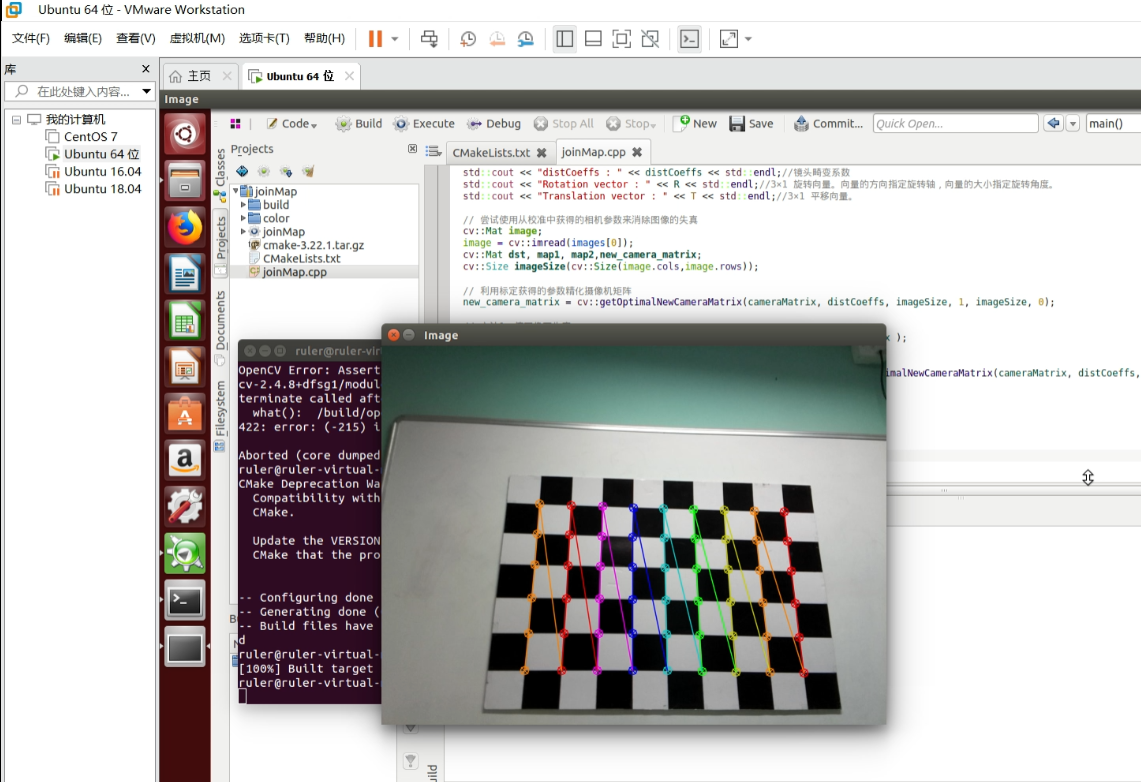 Ubuntu 64 位 - VMware Workstation
文件(F) 编辑(E) 查看(V) 虚拟机(M) 选项卡(T) 帮助(H)
库
主页
Ubuntu 64 位
在此处键入内容...
我的计算机
CentOS 7
Ubuntu 64 位
Ubuntu 16.04
Ubuntu 18.04
Image
Code Build Execute Debug Stop All Stop New Save Commit... Quick Open... main()
Classes
Projects
Documents
Filesystem
Projects
joinMap
build
color
joinMap
cmake-3.22.1.tar.gz
CMakeLists.txt
joinMap.cpp
CMakeLists.txt
joinMap.cpp
std::cout << "distCoeffs : " << distCoeffs << std::endl;//镜头畸变系数
std::cout << "Rotation vector : " << R << std::endl;//3×1 旋转向量。向量的方向指定旋转轴，向量的大小指定旋转角度。
std::cout << "Translation vector : " << T << std::endl;//3×1 平移向量。
// 尝试使用从校准中获得的相机参数来消除图像的失真
cv::Mat image;
image = cv::imread(images[0]);
cv::Mat dst, map1, map2,new_camera_matrix;
cv::Size imageSize(cv::Size(image.cols,image.rows));
// 利用标定获得的参数精化摄像机矩阵
new_camera_matrix = cv::getOptimalNewCameraMatrix(cameraMatrix, distCoeffs, imageSize, 1, imageSize, 0);
);
malNewCameraMatrix(cameraMatrix, distCoeffs,
Image
ruler@ruler-vir
OpenCV Error: Assert
cv-2.4.8+dfsg1/modul
terminate called aft
what(): /build/op
422: error: (-215) i
Aborted (core dumped
ruler@ruler-virtual-
CMake Deprecation Wa
Compatibility with
CMake.
Update the VERSION
CMake that the pro
-- Configuring done
-- Generating done (
-- Build files have
d
ruler@ruler-virtual-
[100%] Built target
ruler@ruler-virtual-